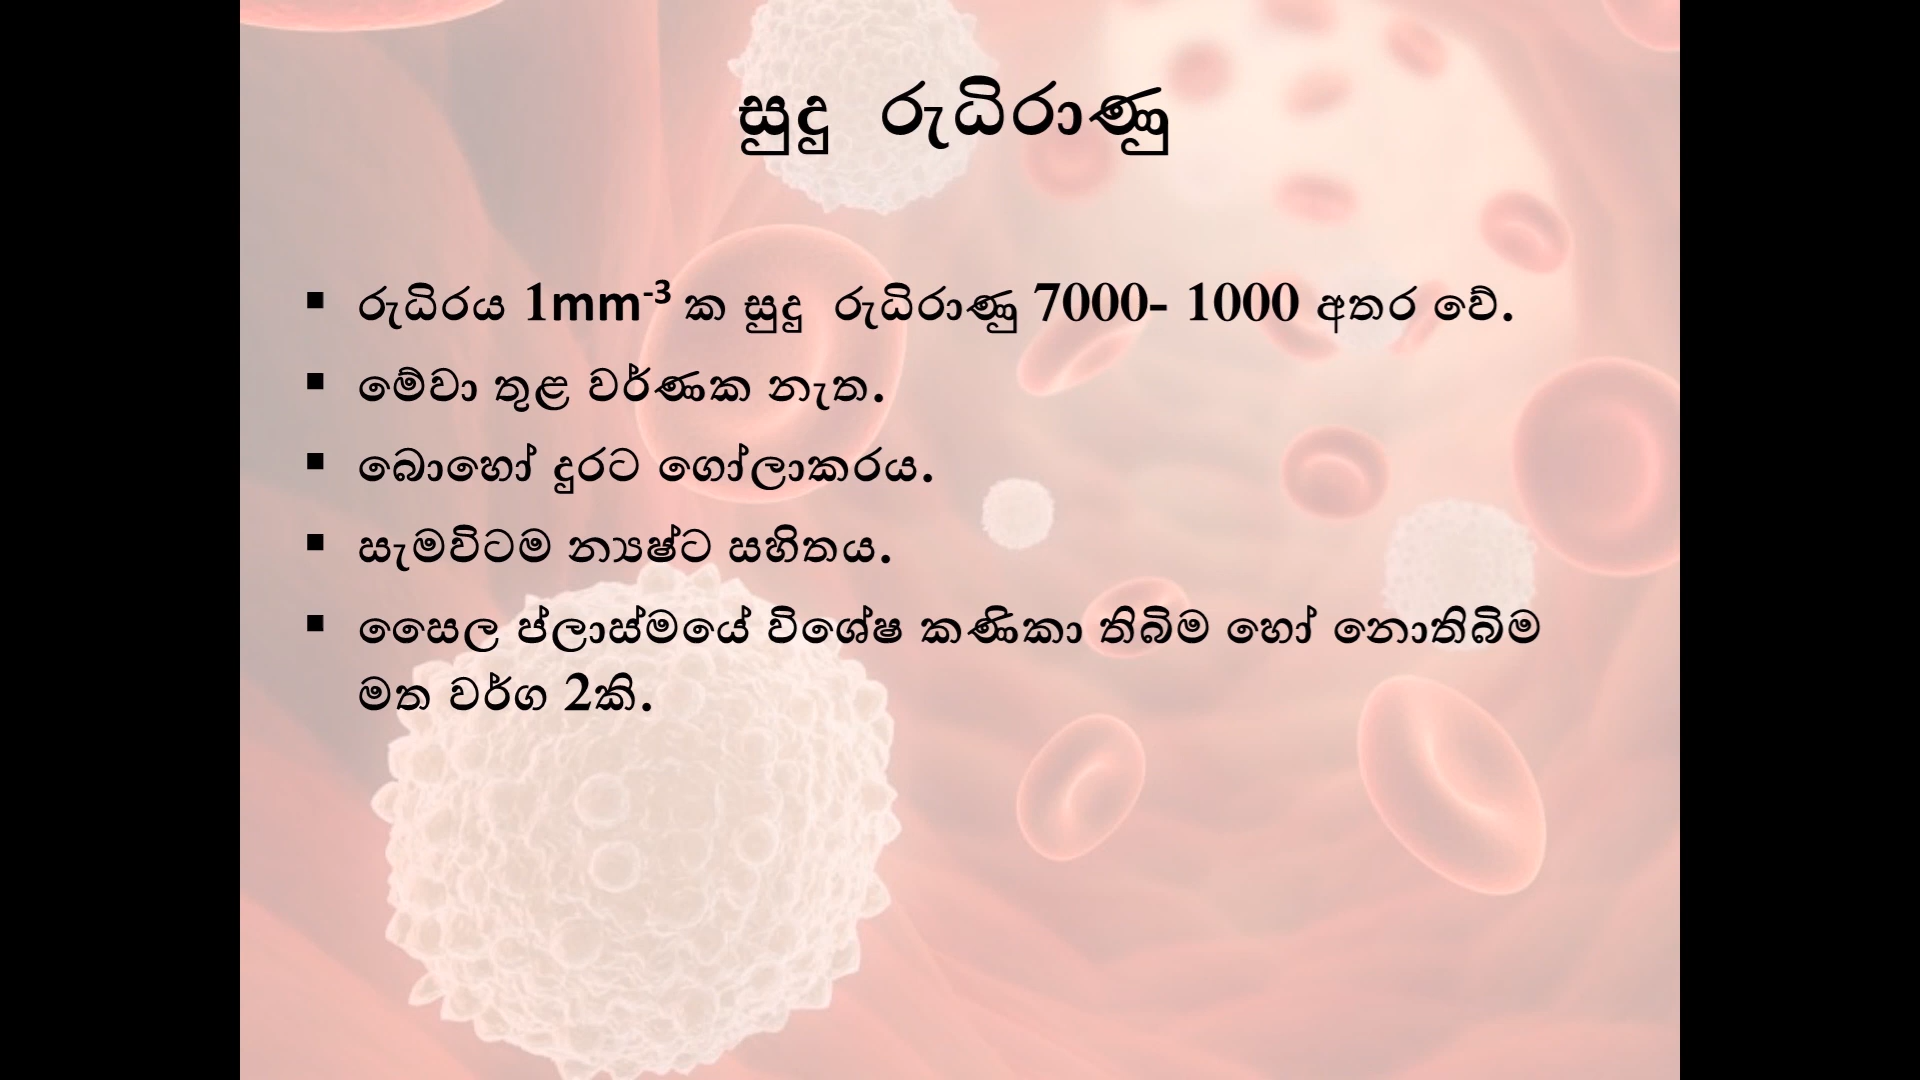 සුදු රුධිරාණු
▪ රුධිරය 1mm⁻³ ක සුදු රුධිරාණු 7000- 1000 අතර වේ.
▪ මේවා තුළ වර්ණක නැත.
▪ බොහෝ දුරට ගෝලාකරය.
▪ සැමවිටම න්‍යෂ්ට සහිතය.
▪ සෛල ප්ලාස්මයේ විශේෂ කණිකා තිබිම හෝ නොතිබිම
මත වර්ග 2කි.